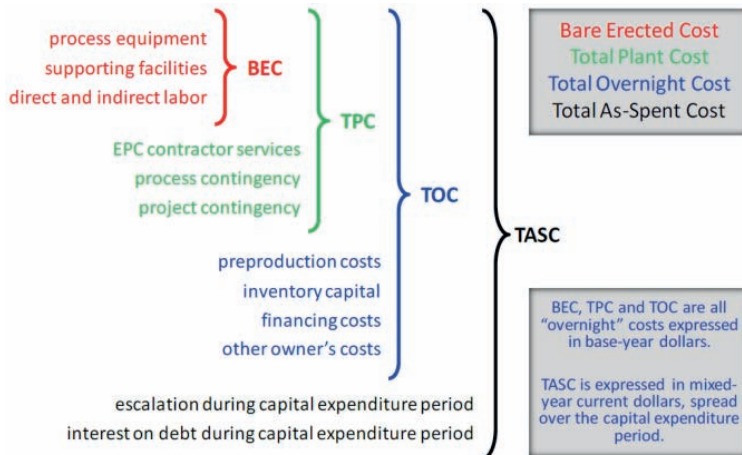 process equipment
supporting facilities
direct and indirect labor
BEC
EPC contractor services
process contingency
project contingency
TPC
preproduction costs
inventory capital
financing costs
other owner's costs
TOC
escalation during capital expenditure period
interest on debt during capital expenditure period
TASC
Bare Erected Cost
Total Plant Cost
Total Overnight Cost
Total As-Spent Cost
BEC, TPC and TOC are all
“overnight” costs expressed
in base-year dollars.
TASC is expressed in mixed-
year current dollars, spread
over the capital expenditure
period.